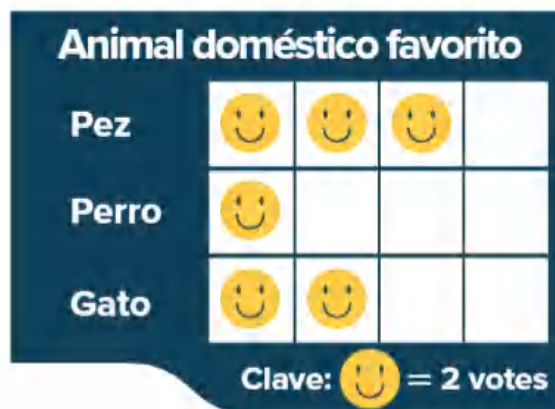 Animal doméstico favorito
Pez
Perro
Gato
Clave: = 2 votes